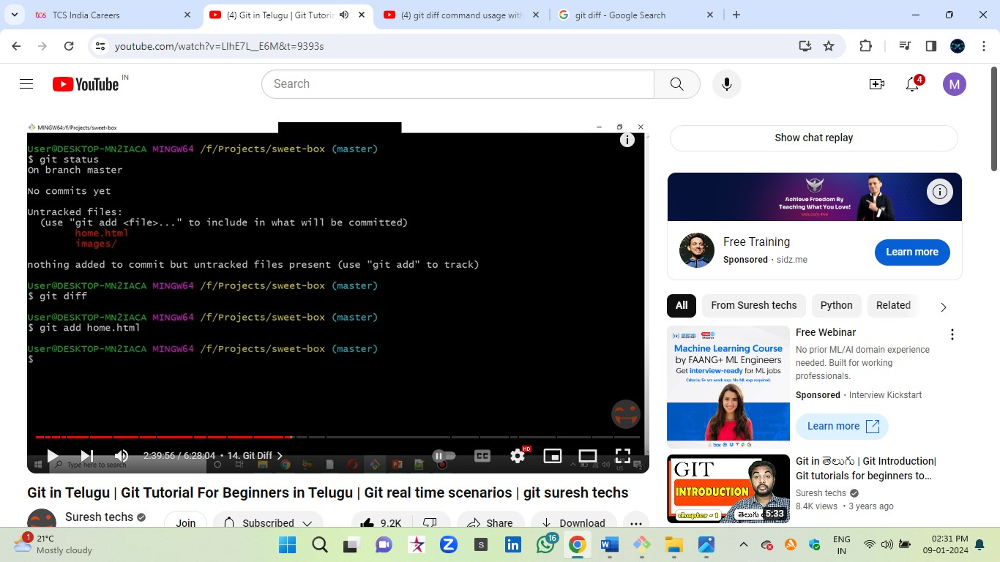 TCS India Careers
(4) Git in Telugu | Git Tutoria
(4) git diff command usage with
git diff - Google Search
youtube.com/watch?v=LlhE7L__E6M&t=9393s
YouTube IN
Search
4
M
MINGW64:/f/Projects/sweet-box
User@DESKTOP-MN2IACA MINGW64 /f/Projects/sweet-box (master)
$ git status
On branch master
No commits yet
Untracked files:
(use "git add <file>..." to include in what will be committed)
home.html
images/
nothing added to commit but untracked files present (use "git add" to track)
User@DESKTOP-MN2IACA MINGW64 /f/Projects/sweet-box (master)
$ git diff
User@DESKTOP-MN2IACA MINGW64 /f/Projects/sweet-box (master)
$ git add home.html
User@DESKTOP-MN2IACA MINGW64 /f/Projects/sweet-box (master)
$
2:39:56 / 6:28:04 • 14. Git Diff
CC
HD
Type here to search
Git in Telugu | Git Tutorial For Beginners in Telugu | Git real time scenarios | git suresh techs
Suresh techs
Join
Subscribed
9.2K
Share
Download
Show chat replay
Achieve Freedom By
Teaching What You Love!
Free Training
Sponsored · sidz.me
Learn more
All
From Suresh techs
Python
Related
Machine Learning Course
by FAANG+ ML Engineers
Get interview-ready for ML jobs
Criteria: 5+ yrs work exp. No ML exp required.
Free Webinar
No prior ML/AI domain experience
needed. Built for working
professionals.
Sponsored · Interview Kickstart
Learn more
GIT
INTRODUCTION
chapter - 1
5:33
Git in తెలుగు | Git Introduction|
Git tutorials for beginners to...
Suresh techs
8.4K views • 3 years ago
1
21°C
Mostly cloudy
16
ENG
IN
02:31 PM
09-01-2024